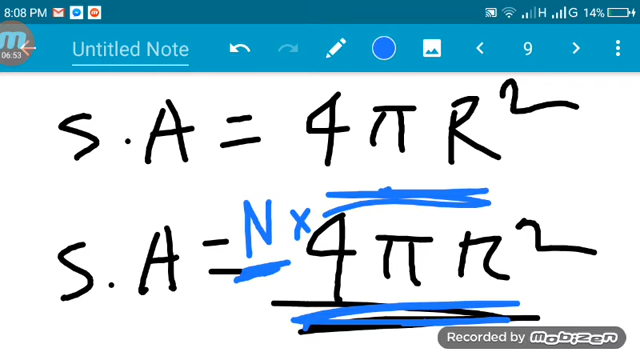 8:08 PM H G 14%
06:53 Untitled Note 9
S.A = 4πR²
S.A = N × 4πr²
Recorded by mobizen